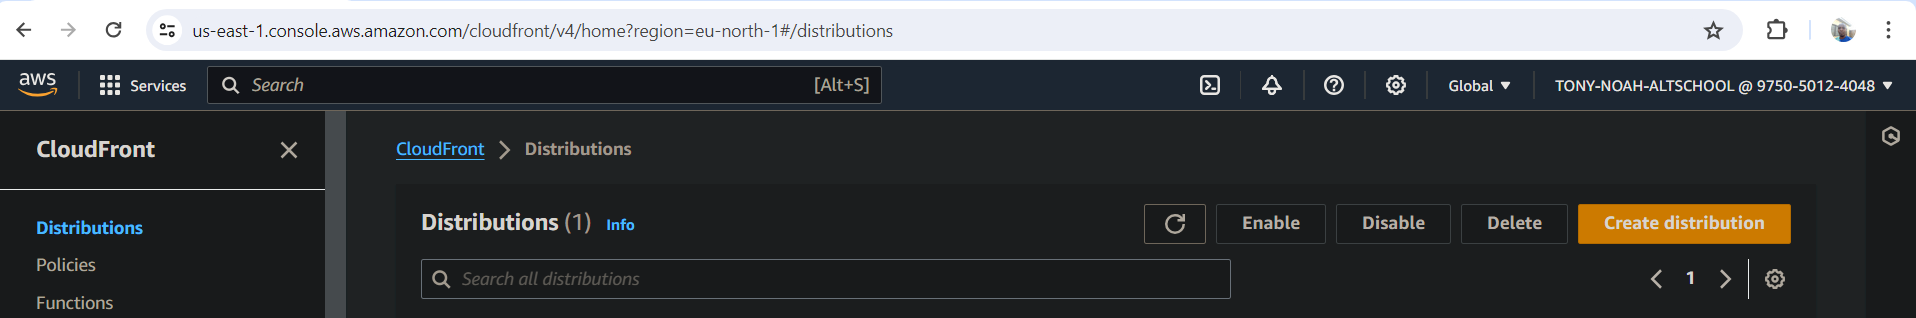 us-east-1.console.aws.amazon.com/cloudfront/v4/home?region=eu-north-1#/distributions
aws Services Search [Alt+S] Global TONY-NOAH-ALTSCHOOL @ 9750-5012-4048
CloudFront
CloudFront > Distributions
Distributions (1) Info Enable Disable Delete Create distribution
Distributions
Policies
Functions
Search all distributions 1